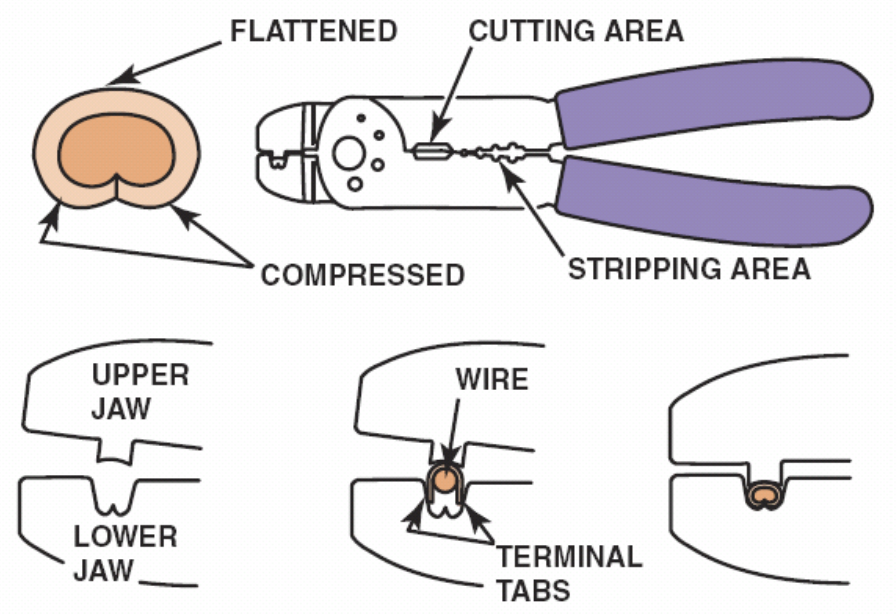 FLATTENED
CUTTING AREA
COMPRESSED
STRIPPING AREA
UPPER
JAW
WIRE
LOWER
JAW
TERMINAL
TABS